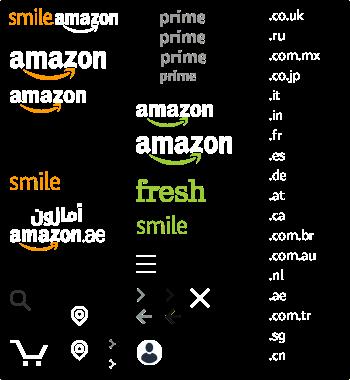 smileamazon
amazon
amazon
smile
أمازون
amazon.ae
prime
prime
prime
prime
amazon
amazon
fresh
smile
.co.uk
.ru
.com.mx
.co.jp
.it
.in
.fr
.es
.de
.at
.ca
.com.br
.com.au
.nl
.ae
.com.tr
.sg
.cn